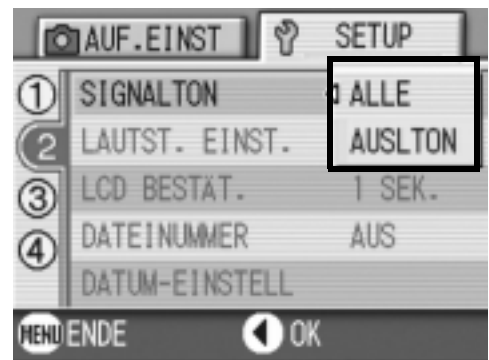 AUF.EINST SETUP
① SIGNALTON ALLE
2 LAUTST. EINST. AUSLTON
③ LCD BESTÄT. 1 SEK.
④ DATEINUMMER AUS
DATUM-EINSTELL
MENU ENDE OK